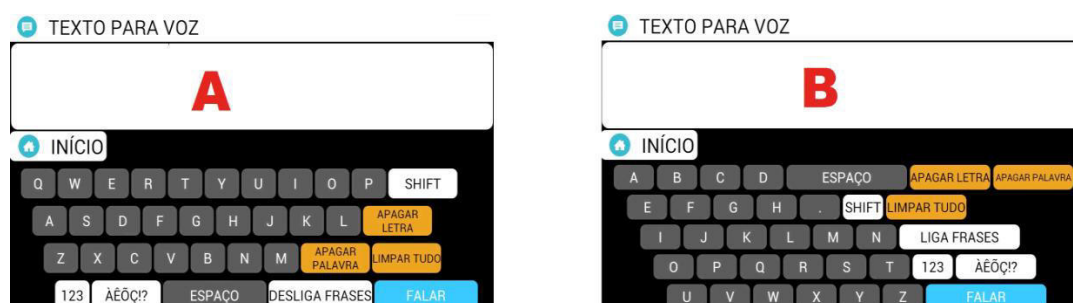 TEXTO PARA VOZ
A
INÍCIO
Q W E R T Y U I O P SHIFT
A S D F G H J K L APAGAR LETRA
Z X C V B N M APAGAR PALAVRA LIMPAR TUDO
123 ÀÊÕÇ!? ESPAÇO DESLIGA FRASES FALAR
TEXTO PARA VOZ
B
INÍCIO
A B C D ESPAÇO APAGAR LETRA APAGAR PALAVRA
E F G H . SHIFT LIMPAR TUDO
I J K L M N LIGA FRASES
O P Q R S T 123 ÀÊÕÇ!?
U V W X Y Z FALAR